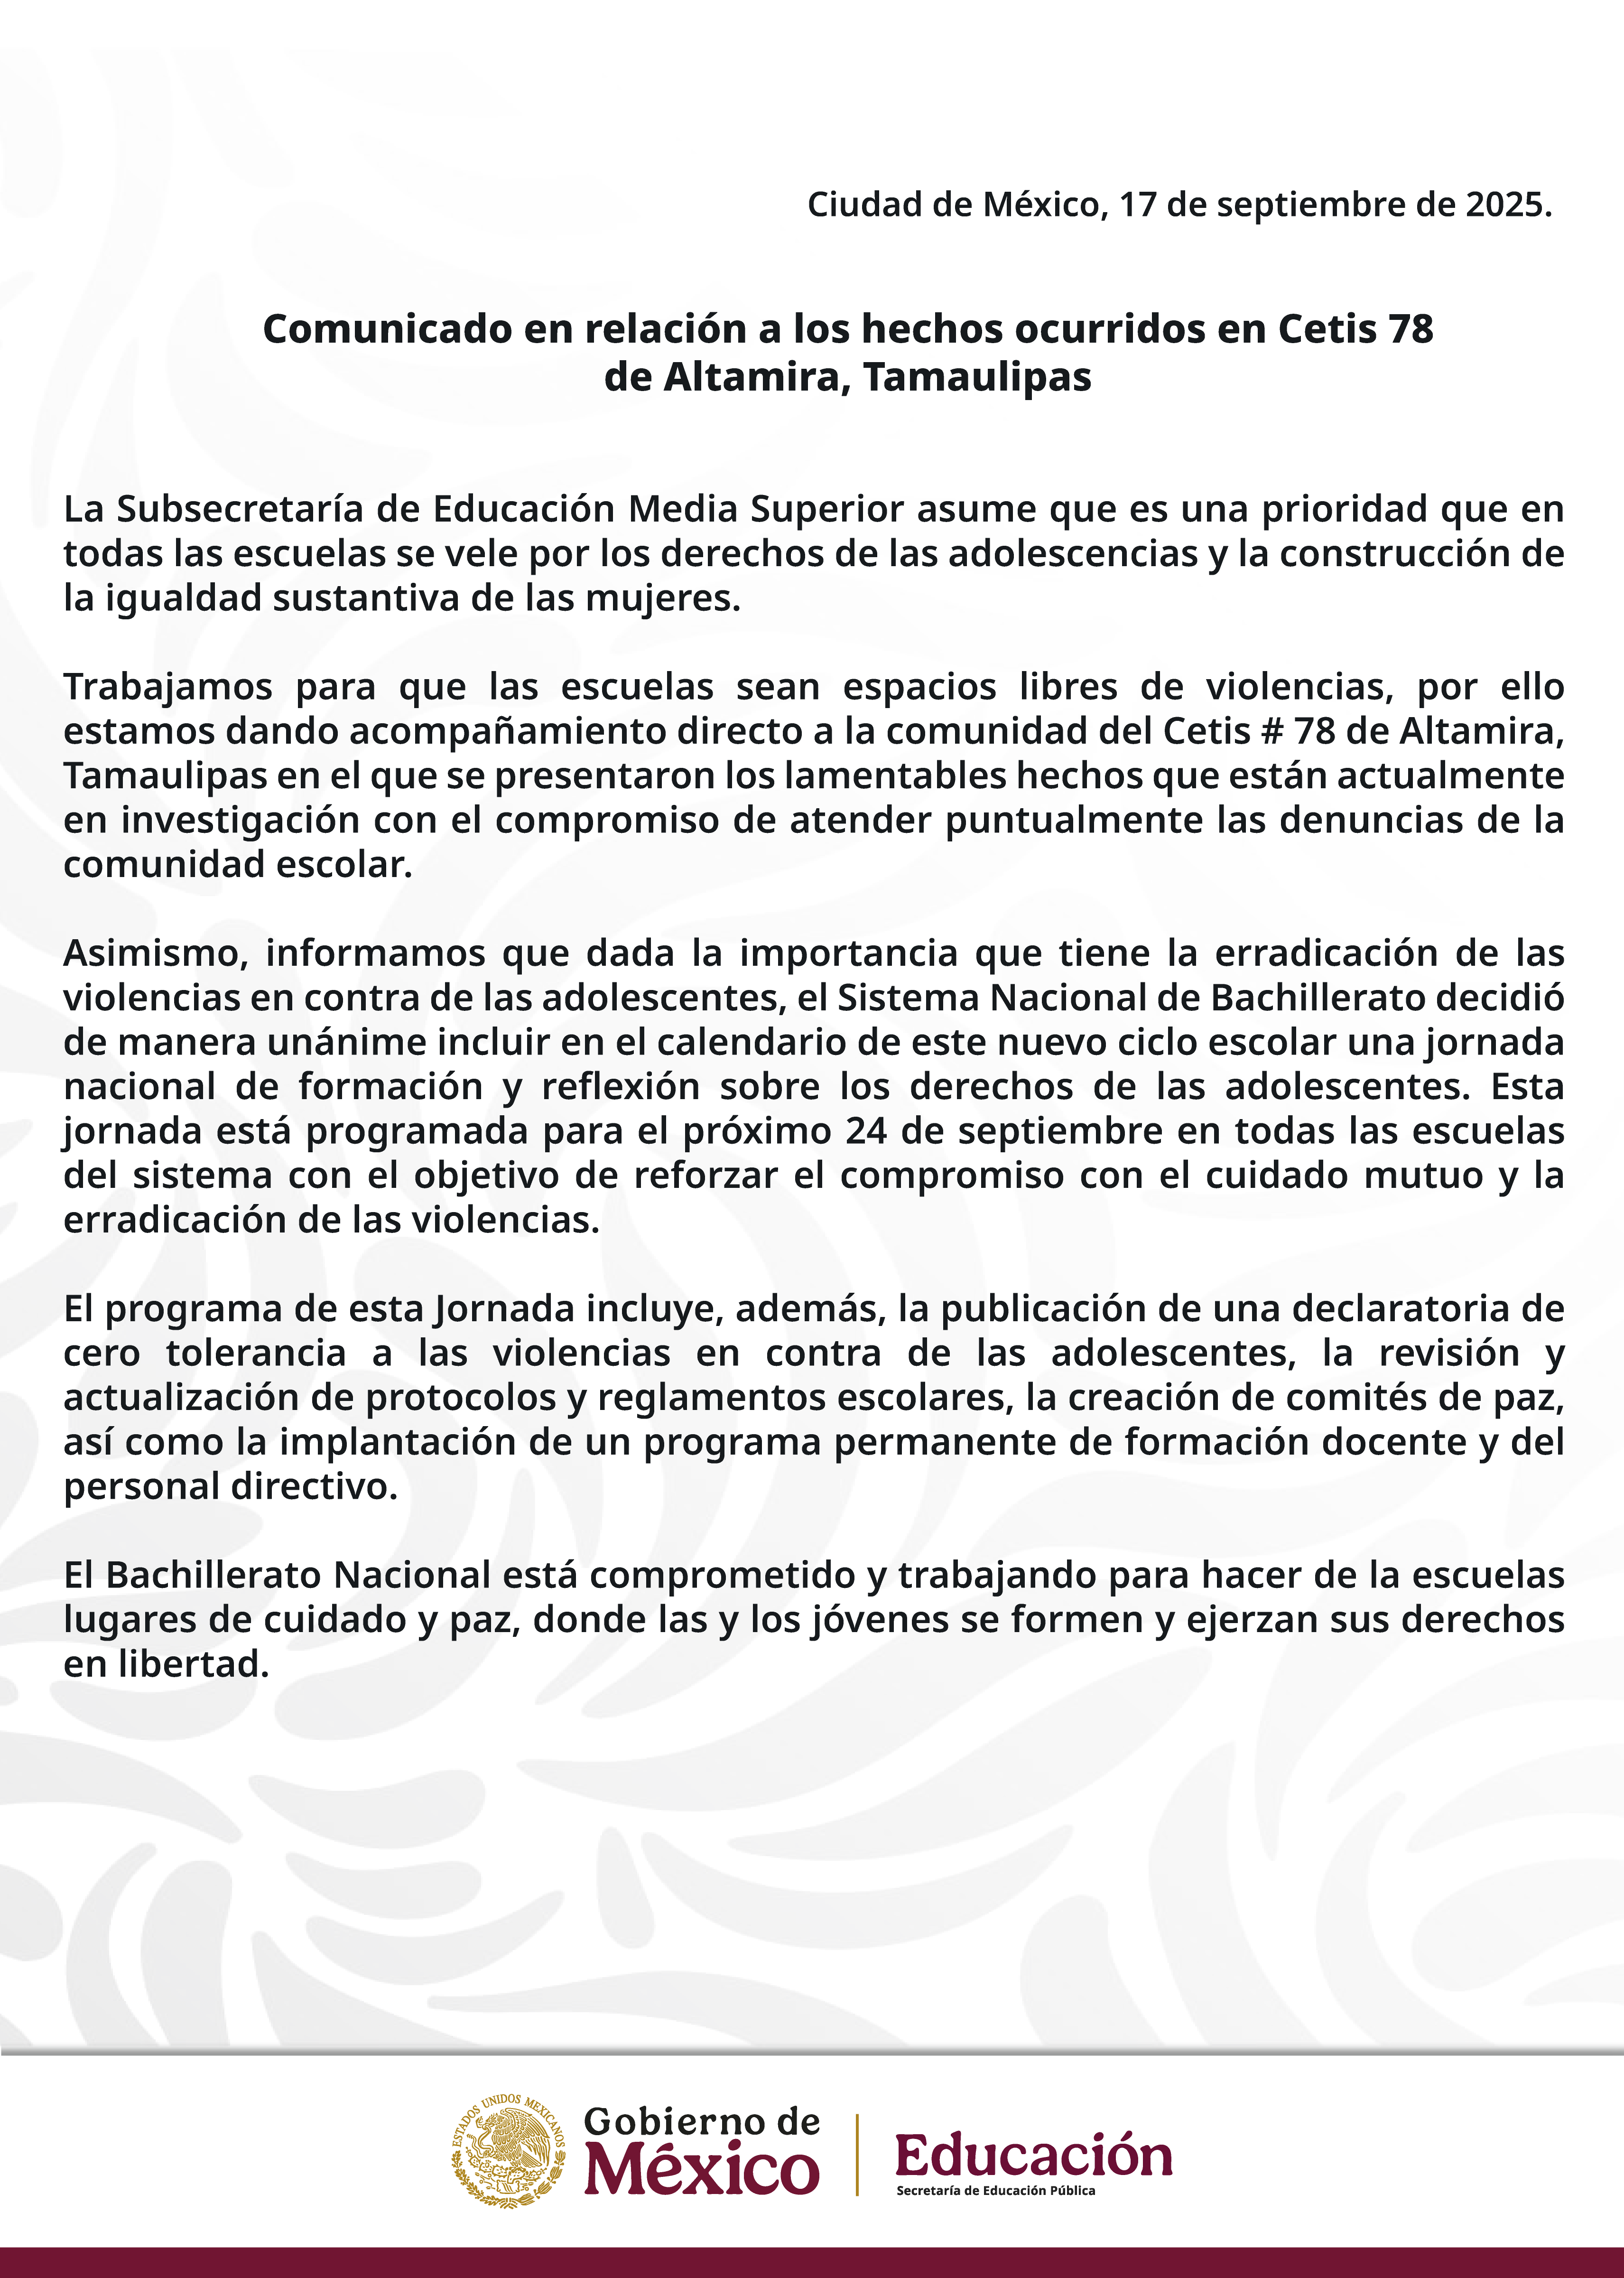 Ciudad de México, 17 de septiembre de 2025.
Comunicado en relación a los hechos ocurridos en Cetis 78
de Altamira, Tamaulipas
La Subsecretaría de Educación Media Superior asume que es una prioridad que en
todas las escuelas se vele por los derechos de las adolescencias y la construcción de
la igualdad sustantiva de las mujeres.
Trabajamos para que las escuelas sean espacios libres de violencias, por ello
estamos dando acompañamiento directo a la comunidad del Cetis # 78 de Altamira,
Tamaulipas en el que se presentaron los lamentables hechos que están actualmente
en investigación con el compromiso de atender puntualmente las denuncias de la
comunidad escolar.
Asimismo, informamos que dada la importancia que tiene la erradicación de las
violencias en contra de las adolescentes, el Sistema Nacional de Bachillerato decidió
de manera unánime incluir en el calendario de este nuevo ciclo escolar una jornada
nacional de formación y reflexión sobre los derechos de las adolescentes. Esta
jornada está programada para el próximo 24 de septiembre en todas las escuelas
del sistema con el objetivo de reforzar el compromiso con el cuidado mutuo y la
erradicación de las violencias.
El programa de esta Jornada incluye, además, la publicación de una declaratoria de
cero tolerancia a las violencias en contra de las adolescentes, la revisión y
actualización de protocolos y reglamentos escolares, la creación de comités de paz,
así como la implantación de un programa permanente de formación docente y del
personal directivo.
El Bachillerato Nacional está comprometido y trabajando para hacer de la escuelas
lugares de cuidado y paz, donde las y los jóvenes se formen y ejerzan sus derechos
en libertad.
ESTADOS UNIDOS MEXICANOS
Gobierno de
México
Educación
Secretaría de Educación Pública